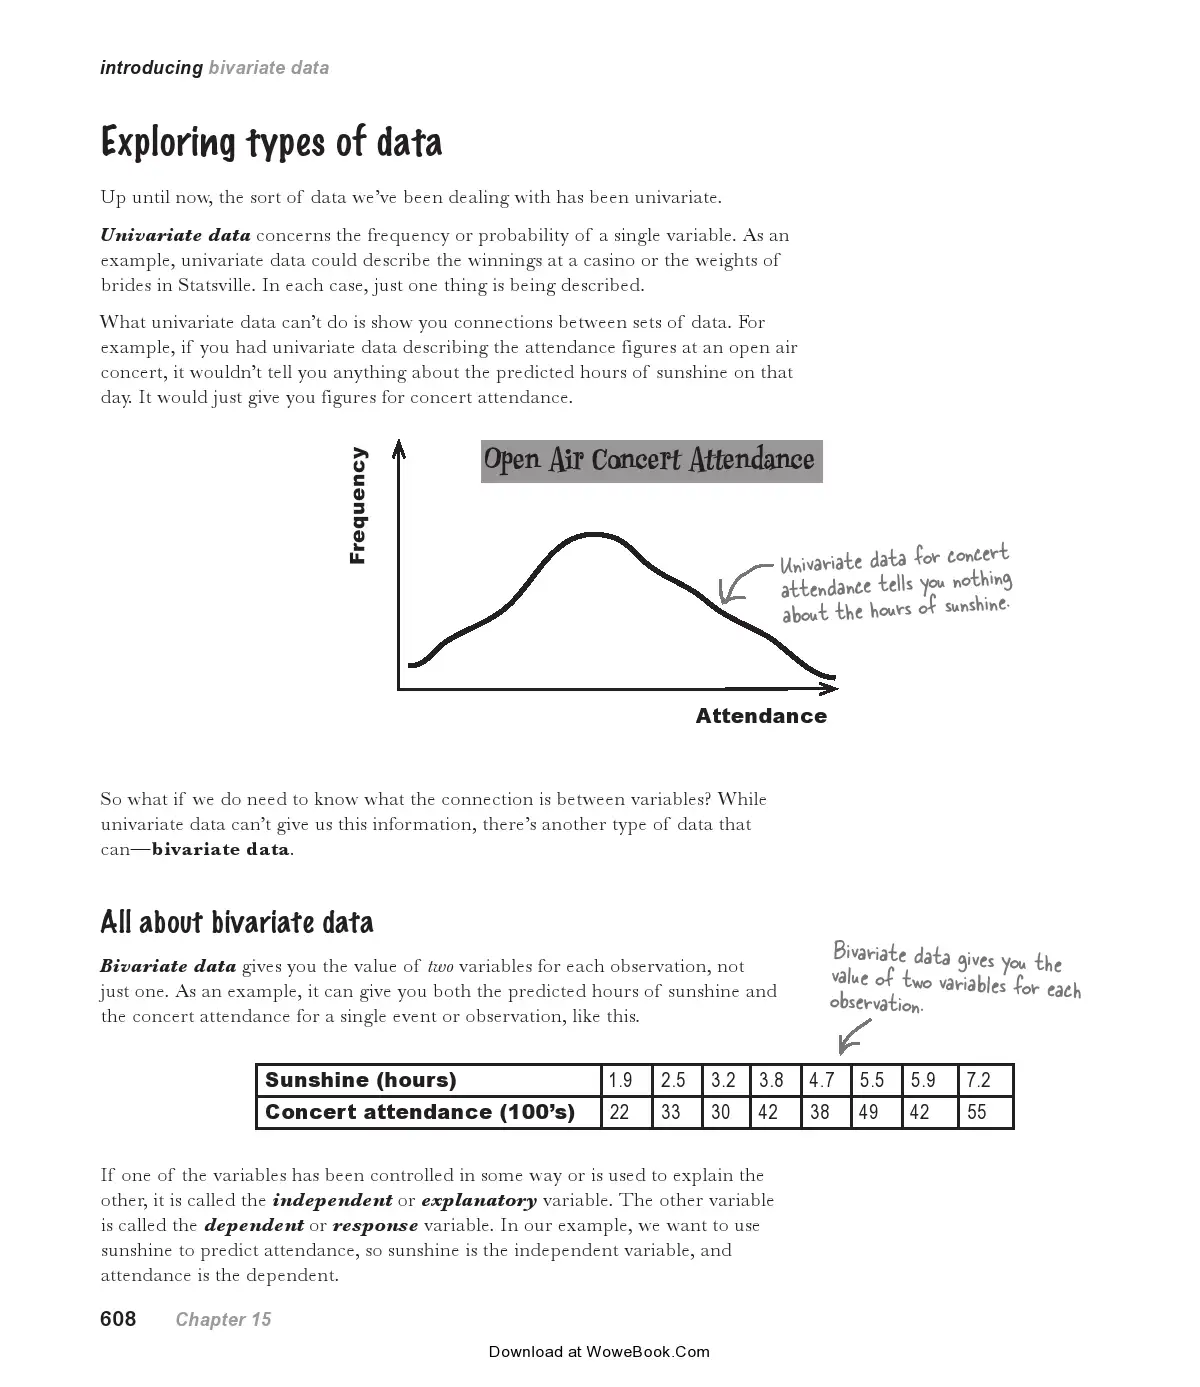 introducing bivariate data
Exploring types of data
Up until now, the sort of data we've been dealing with has been univariate.
Univariate data concerns the frequency or probability of a single variable. As an
example, univariate data could describe the winnings at a casino or the weights of
brides in Statsville. In each case, just one thing is being described.
What univariate data can't do is show you connections between sets of data. For
example, if you had univariate data describing the attendance figures at an open air
concert, it wouldn't tell you anything about the predicted hours of sunshine on that
day. It would just give you figures for concert attendance.
Frequency
Open Air Concert Attendance
Univariate data for concert
attendance tells you nothing
about the hours of sunshine.
Attendance
So what if we do need to know what the connection is between variables? While
univariate data can't give us this information, there's another type of data that
can—bivariate data.
All about bivariate data
Bivariate data gives you the value of two variables for each observation, not
just one. As an example, it can give you both the predicted hours of sunshine and
the concert attendance for a single event or observation, like this.
Bivariate data gives you the
value of two variables for each
observation.
Sunshine (hours) 1.9 2.5 3.2 3.8 4.7 5.5 5.9 7.2
Concert attendance (100's) 22 33 30 42 38 49 42 55
If one of the variables has been controlled in some way or is used to explain the
other, it is called the independent or explanatory variable. The other variable
is called the dependent or response variable. In our example, we want to use
sunshine to predict attendance, so sunshine is the independent variable, and
attendance is the dependent.
608 Chapter 15
Download at WoweBook.Com